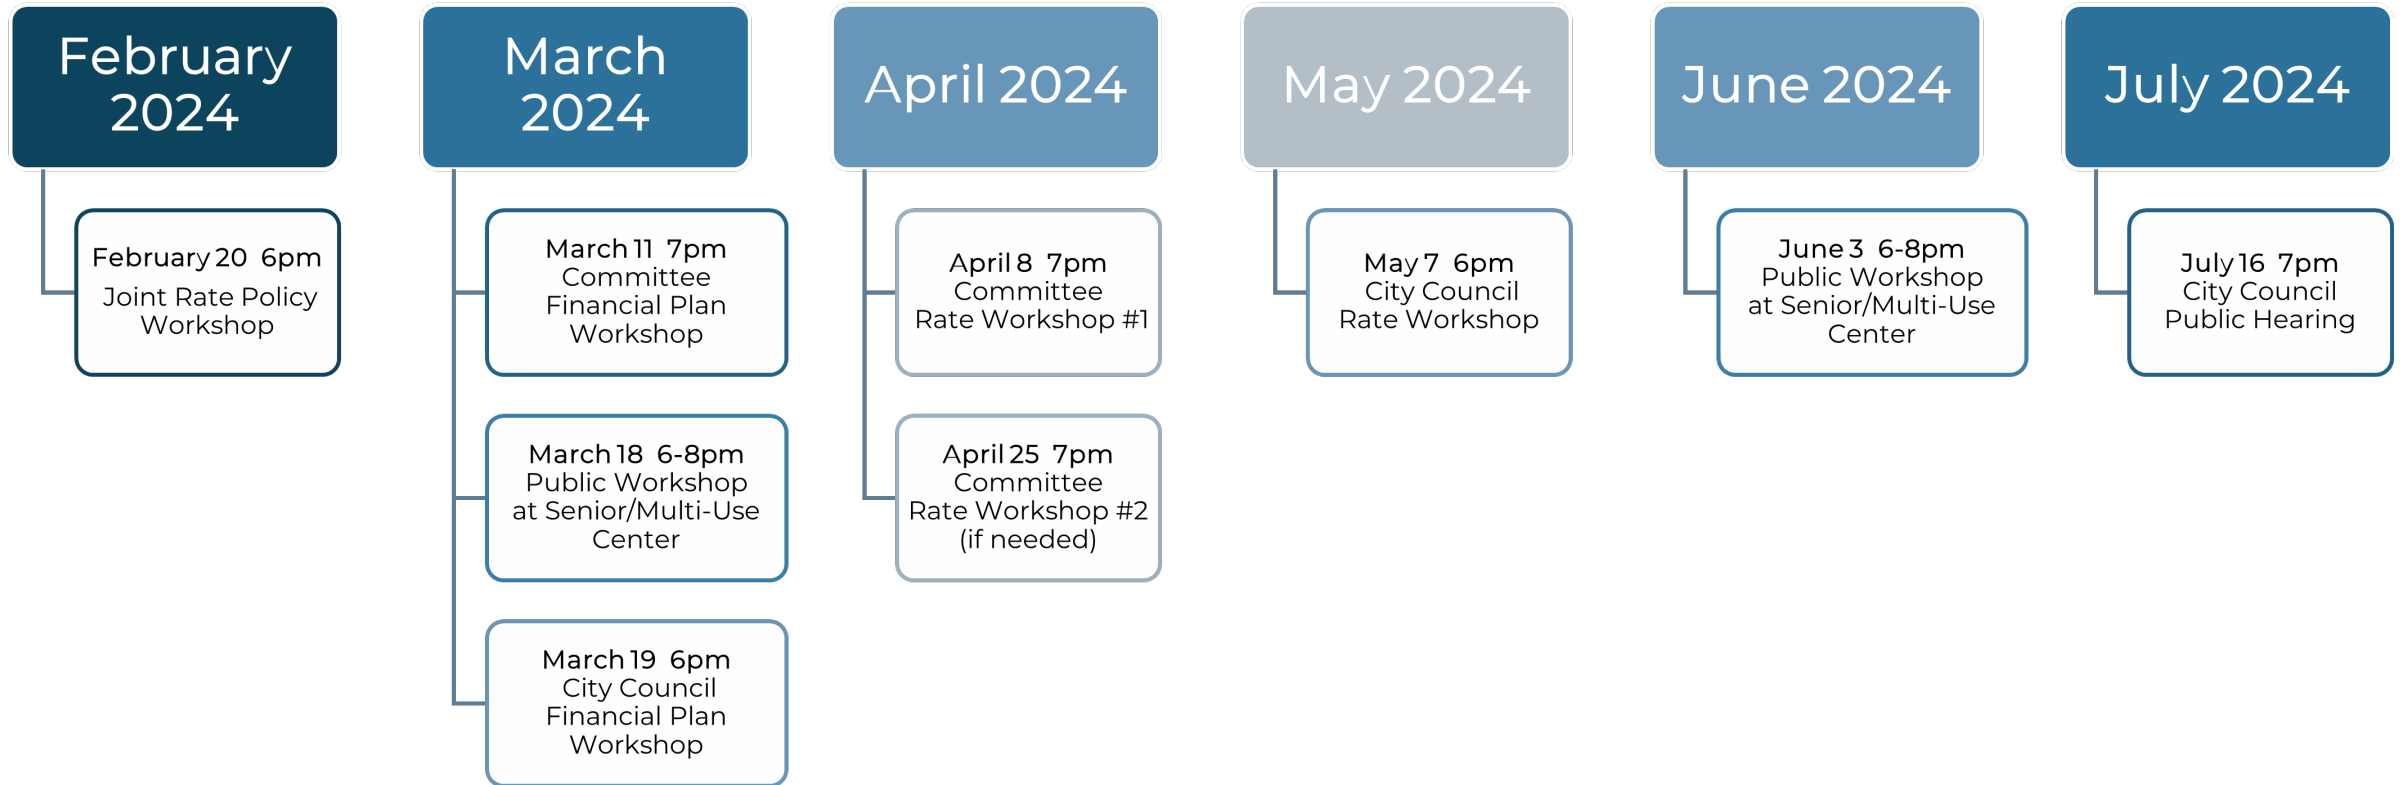 February
2024
February 20  6pm
Joint Rate Policy
Workshop
March
2024
March 11  7pm
Committee
Financial Plan
Workshop
March 18  6-8pm
Public Workshop
at Senior/Multi-Use
Center
March 19  6pm
City Council
Financial Plan
Workshop
April 2024
April 8  7pm
Committee
Rate Workshop #1
April 25  7pm
Committee
Rate Workshop #2
(if needed)
May 2024
May 7  6pm
City Council
Rate Workshop
June 2024
June 3  6-8pm
Public Workshop
at Senior/Multi-Use
Center
July 2024
July 16  7pm
City Council
Public Hearing